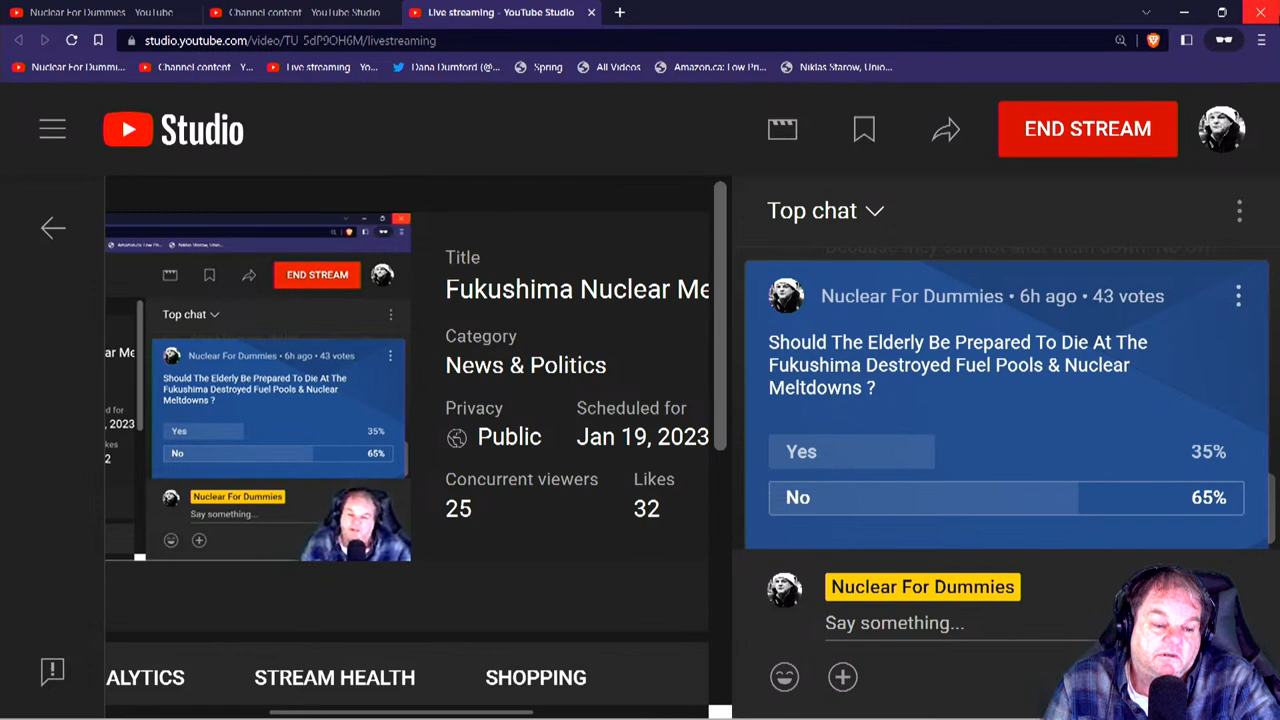 Nuclear For Dummies - YouTube
Channel content - YouTube Studio
Live streaming - YouTube Studio
studio.youtube.com/video/TU_5dP9OH6M/livestreaming
Nuclear For Dummi...
Channel content - Y...
Live streaming - Yo...
Dana Durnford (@...
Spring
All Videos
Amazon.ca: Low Pri...
Niklas Starow, Unio...
Studio
END STREAM
END STREAM
Top chat
Nuclear For Dummies • 6h ago • 43 votes
Should The Elderly Be Prepared To Die At The
Fukushima Destroyed Fuel Pools & Nuclear
Meltdowns ?
Yes 35%
No 65%
Nuclear For Dummies
Say something...
Title
Fukushima Nuclear Me
Category
News & Politics
Privacy
Public
Scheduled for
Jan 19, 2023
Concurrent viewers
25
Likes
32
ALYTICS
STREAM HEALTH
SHOPPING
Top chat
Nuclear For Dummies • 6h ago • 43 votes
Should The Elderly Be Prepared To Die At The
Fukushima Destroyed Fuel Pools & Nuclear
Meltdowns ?
Yes 35%
No 65%
Nuclear For Dummies
Say something...